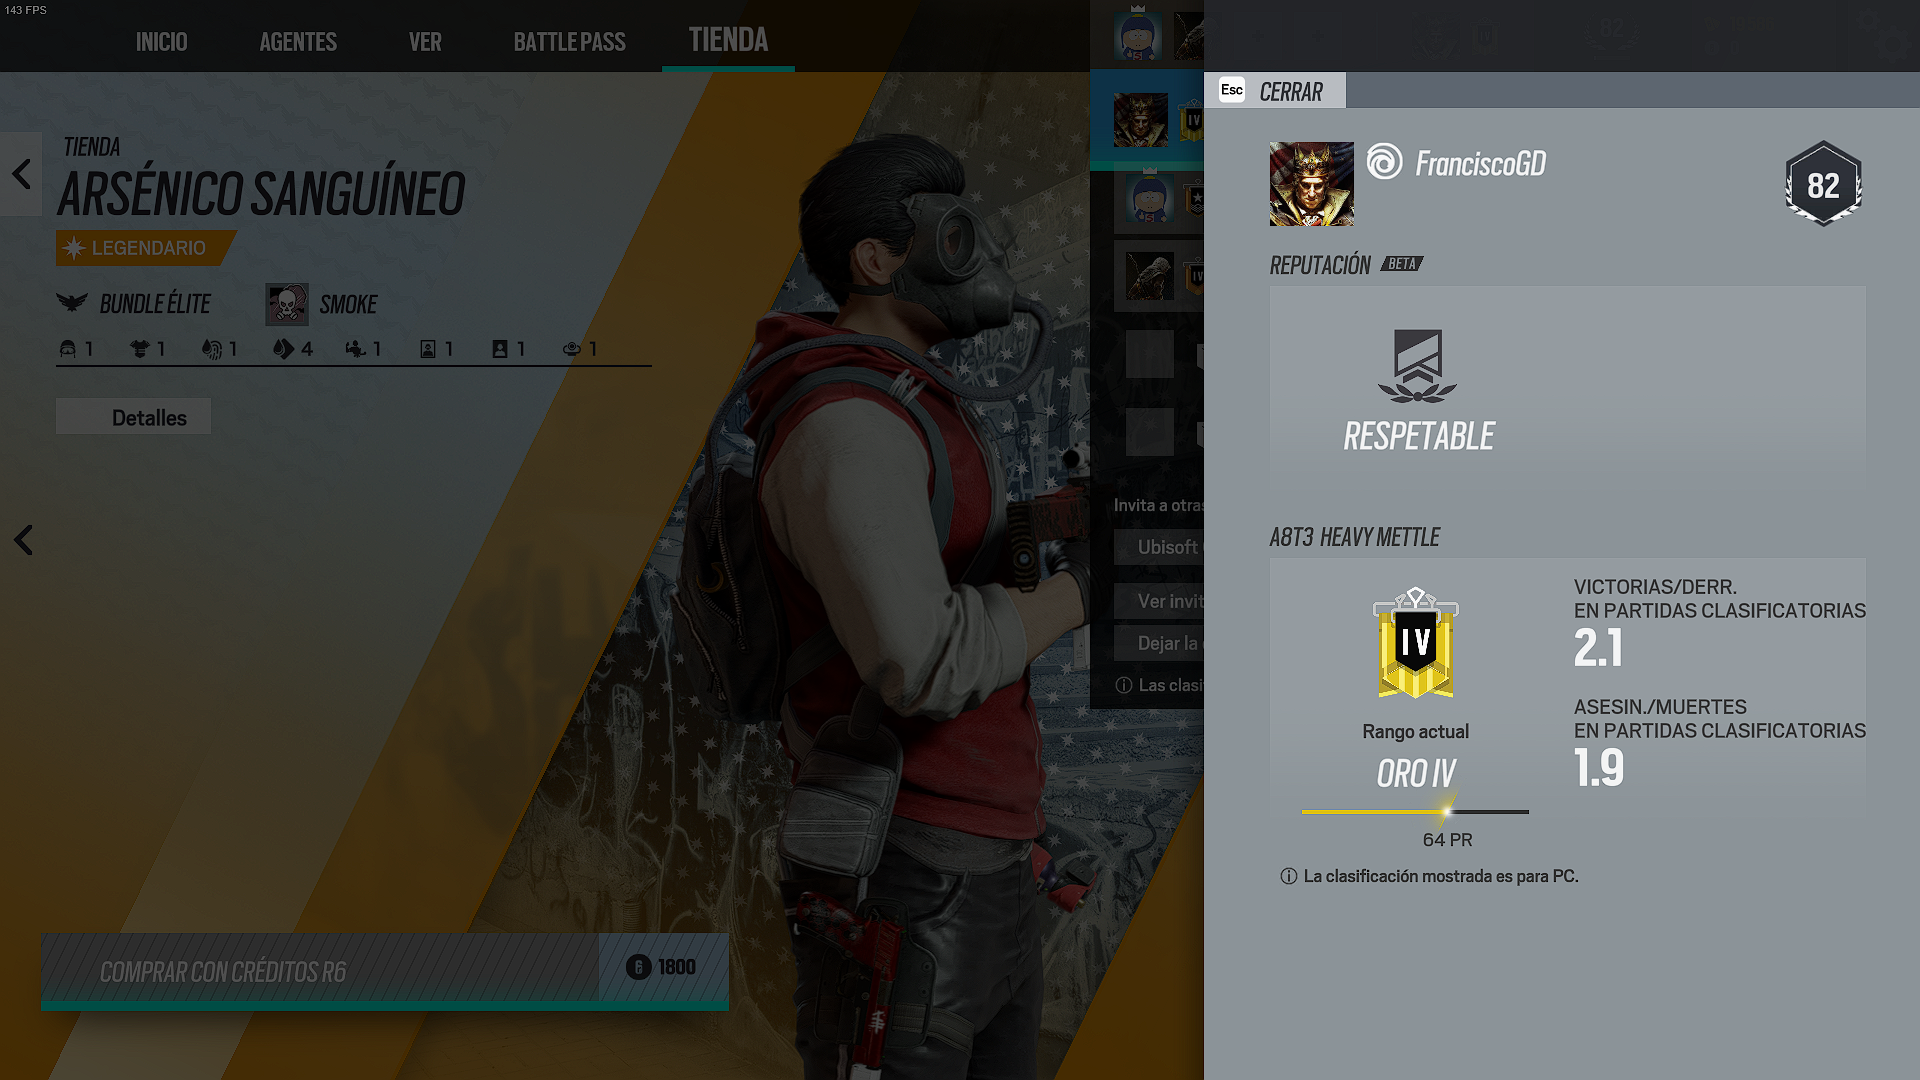 143 FPS
INICIO
AGENTES
VER
BATTLE PASS
TIENDA
TIENDA
ARSÉNICO SANGUÍNEO
LEGENDARIO
BUNDLE ÉLITE
SMOKE
1
1
1
4
1
1
1
1
Detalles
COMPRAR CON CRÉDITOS R6
1800
IV
IV
Invita a otras
Ubisoft
Ver invit
Dejar la
Las clasi
Esc CERRAR
FranciscoGD
82
REPUTACIÓN BETA
RESPETABLE
A8T3 HEAVY METTLE
IV
Rango actual
ORO IV
64 PR
VICTORIAS/DERR.
EN PARTIDAS CLASIFICATORIAS
2.1
ASESIN./MUERTES
EN PARTIDAS CLASIFICATORIAS
1.9
La clasificación mostrada es para PC.